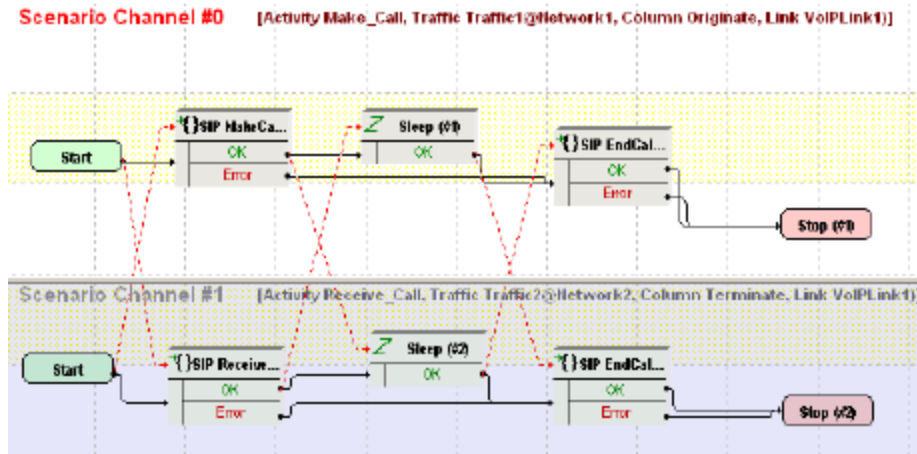 Scenario Channel #0 [Activity Make_Call, Traffic Traffic1@Network1, Column Originate, Link VoIPLink1)]
{}SIP MakeCa... Sleep (#1)
OK OK {}SIP EndCal...
Start Error OK
Error
Stop (#1)
Scenario Channel #1 [Activity Receive_Call, Traffic Traffic2@Network2, Column Terminate, Link VoIPLink1)]
Sleep (#2)
{}SIP Receive... OK {}SIP EndCal...
Start OK OK
Error Error Stop (#2)